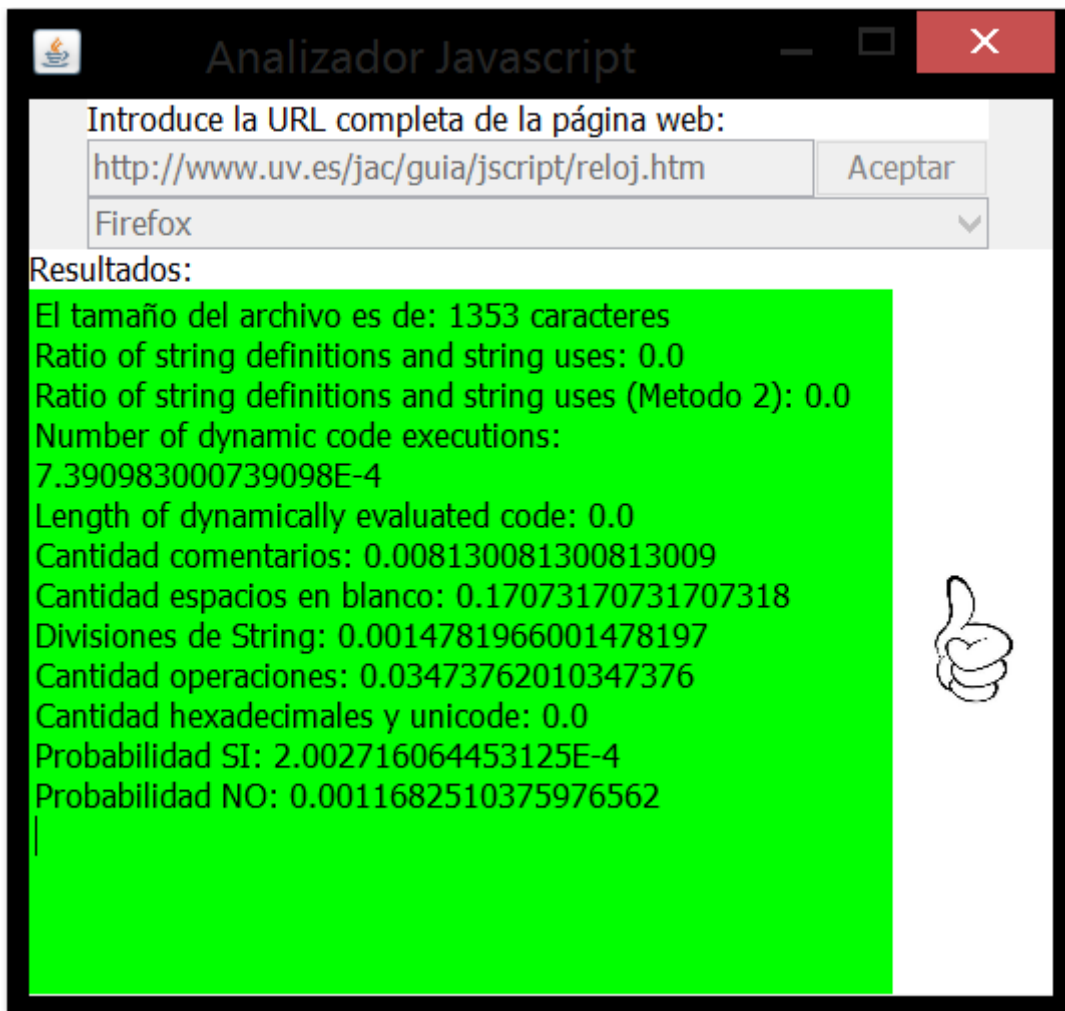 Analizador Javascript
Introduce la URL completa de la página web:
http://www.uv.es/jac/guia/jscript/reloj.htm Aceptar
Firefox
Resultados:
El tamaño del archivo es de: 1353 caracteres
Ratio of string definitions and string uses: 0.0
Ratio of string definitions and string uses (Metodo 2): 0.0
Number of dynamic code executions:
7.390983000739098E-4
Length of dynamically evaluated code: 0.0
Cantidad comentarios: 0.008130081300813009
Cantidad espacios en blanco: 0.17073170731707318
Divisiones de String: 0.0014781966001478197
Cantidad operaciones: 0.03473762010347376
Cantidad hexadecimales y unicode: 0.0
Probabilidad SI: 2.002716064453125E-4
Probabilidad NO: 0.0011682510375976562